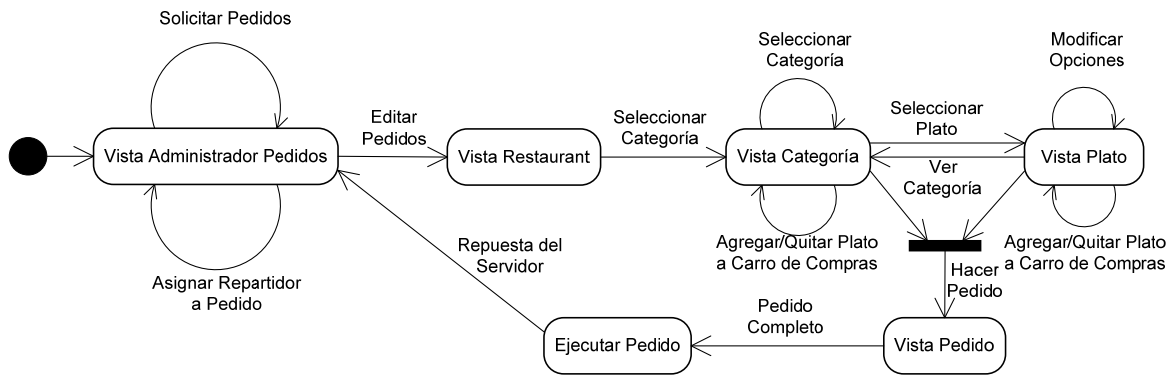 Solicitar Pedidos
Seleccionar
Categoría
Modificar
Opciones
Editar
Pedidos
Seleccionar
Categoría
Seleccionar
Plato
Vista Administrador Pedidos
Vista Restaurant
Vista Categoría
Vista Plato
Ver
Categoría
Agregar/Quitar Plato
a Carro de Compras
Agregar/Quitar Plato
a Carro de Compras
Repuesta del
Servidor
Asignar Repartidor
a Pedido
Hacer
Pedido
Pedido
Completo
Ejecutar Pedido
Vista Pedido